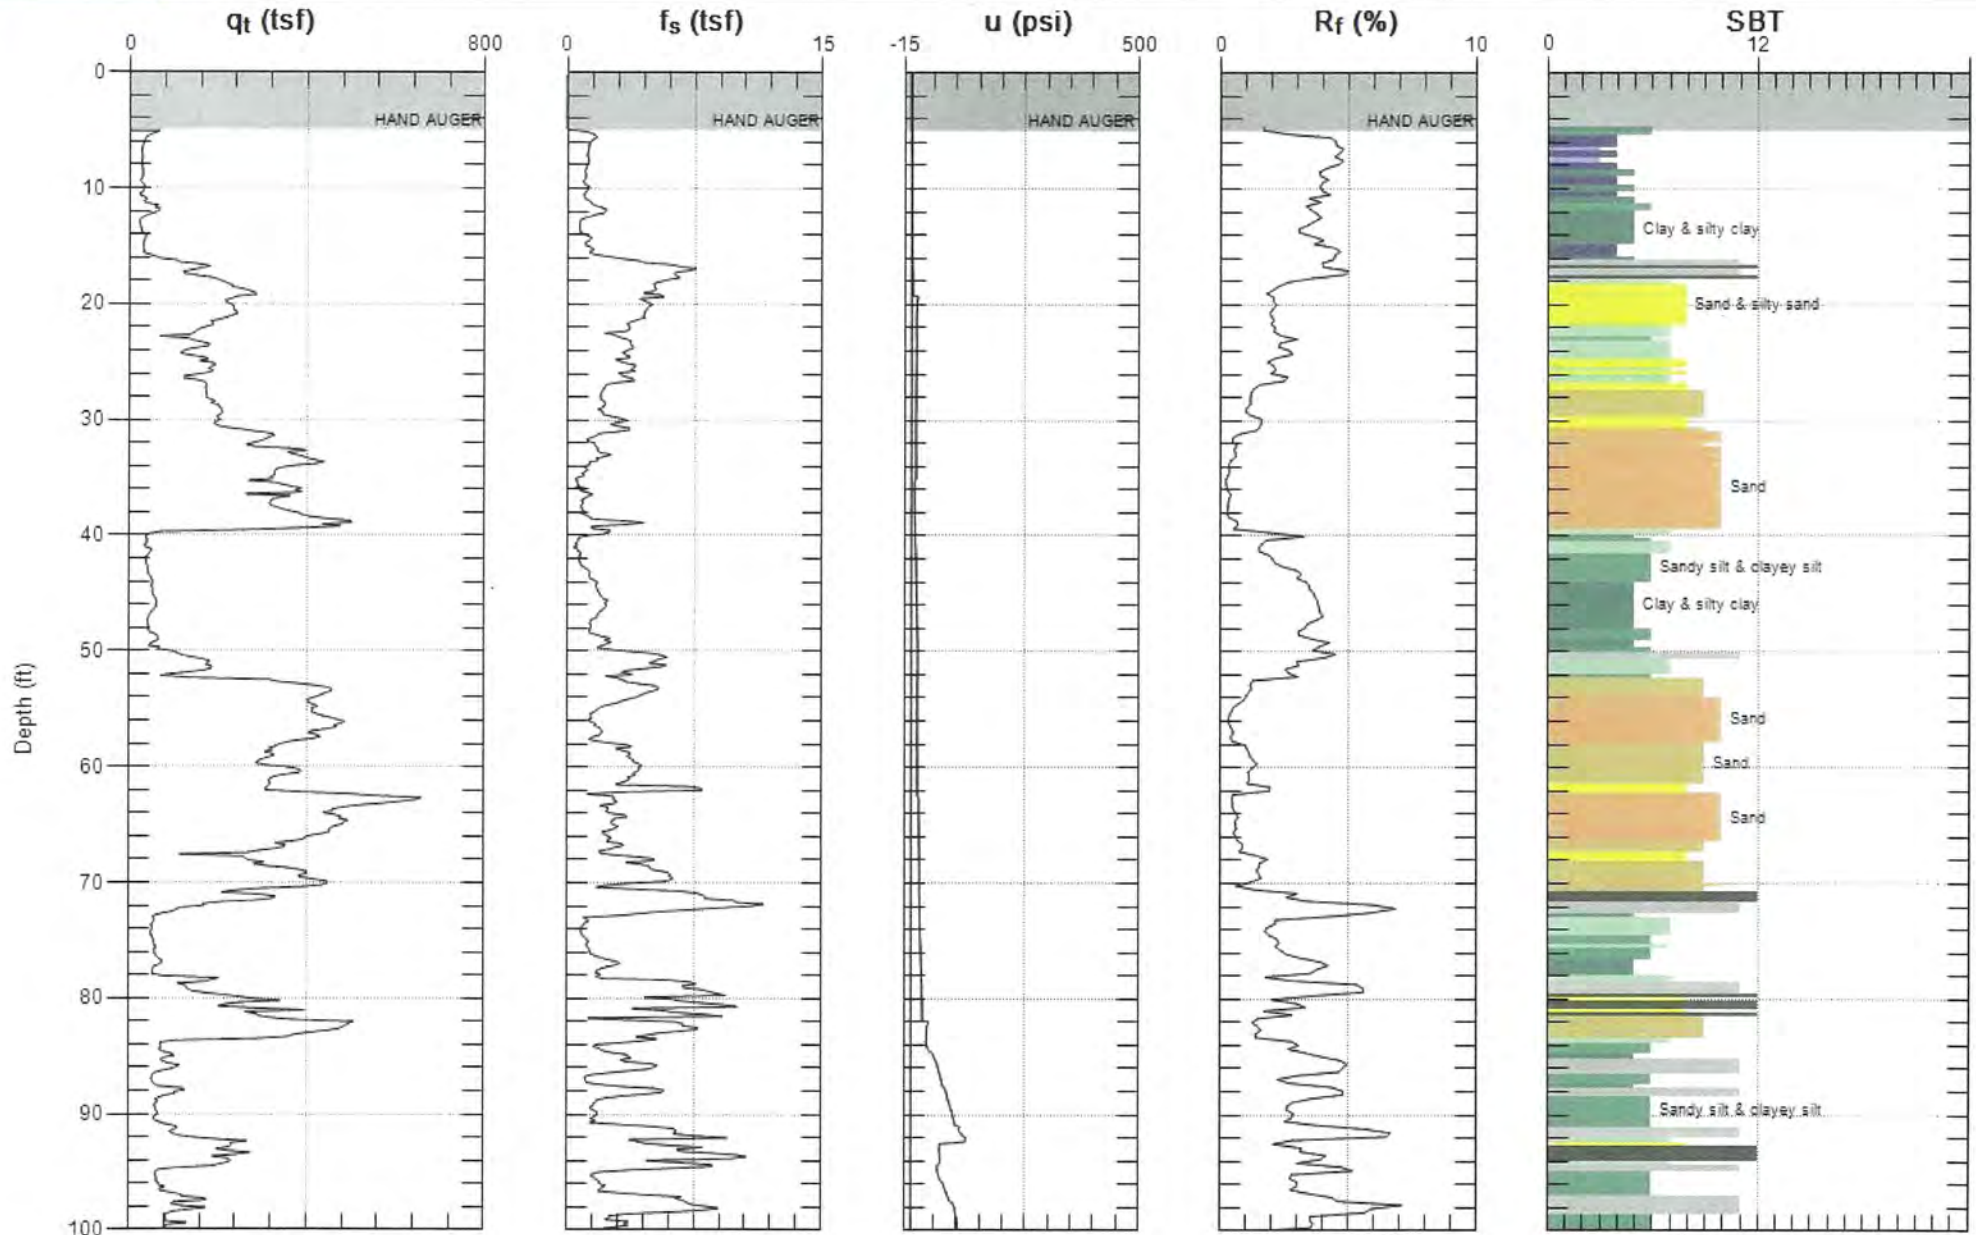 qt (tsf) fs (tsf) u (psi) Rf (%) SBT
0 800 0 15 -15 500 0 10 0 12
0
HAND AUGER HAND AUGER HAND AUGER HAND AUGER
10
Clay & silty clay
20
Sand & silty sand
30
Sand
40
Sandy silt & clayey silt
Clay & silty clay
50
Depth (ft)
Sand
60
Sand
Sand
70
80
90
Sandy silt & clayey silt
100